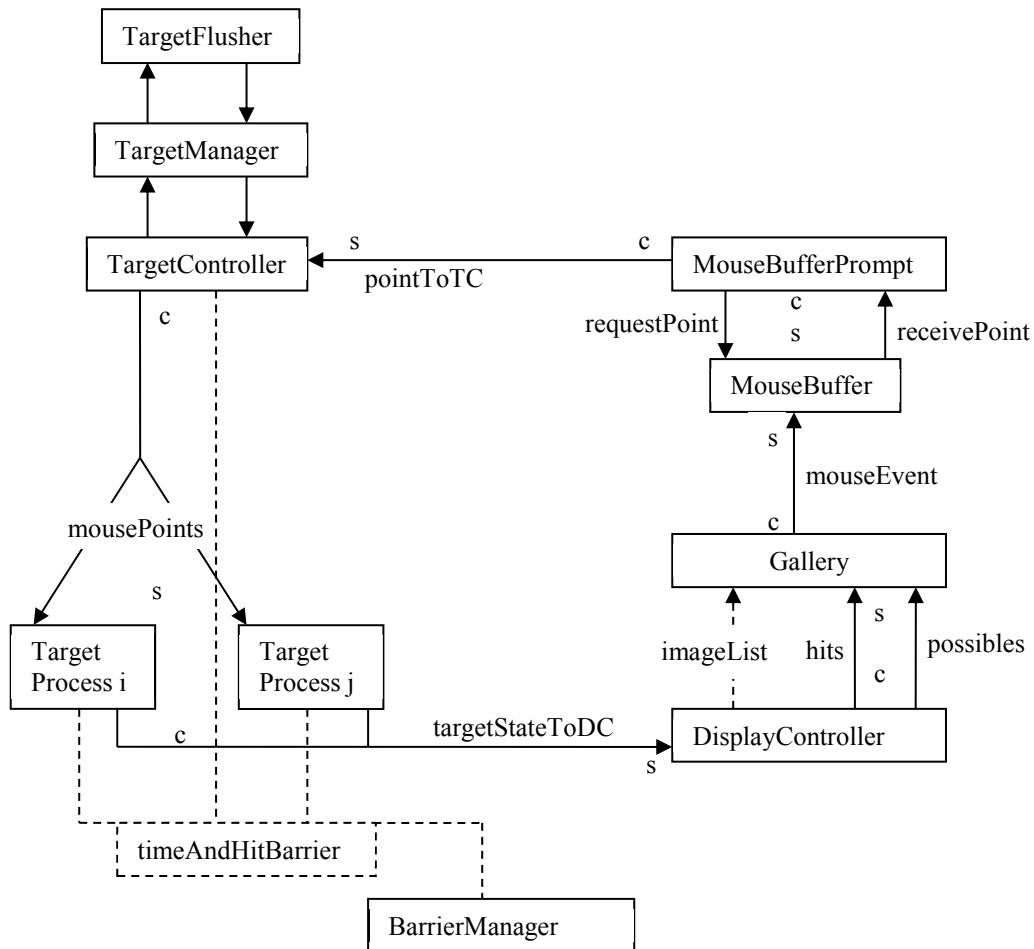 TargetFlusher
TargetManager
s
c
TargetController
MouseBufferPrompt
pointToTC
c
c
requestPoint
s
receivePoint
MouseBuffer
s
mouseEvent
mousePoints
c
Gallery
s
s
Target
Process i
Target
Process j
imageList
hits
possibles
c
c
targetStateToDC
DisplayController
s
timeAndHitBarrier
BarrierManager